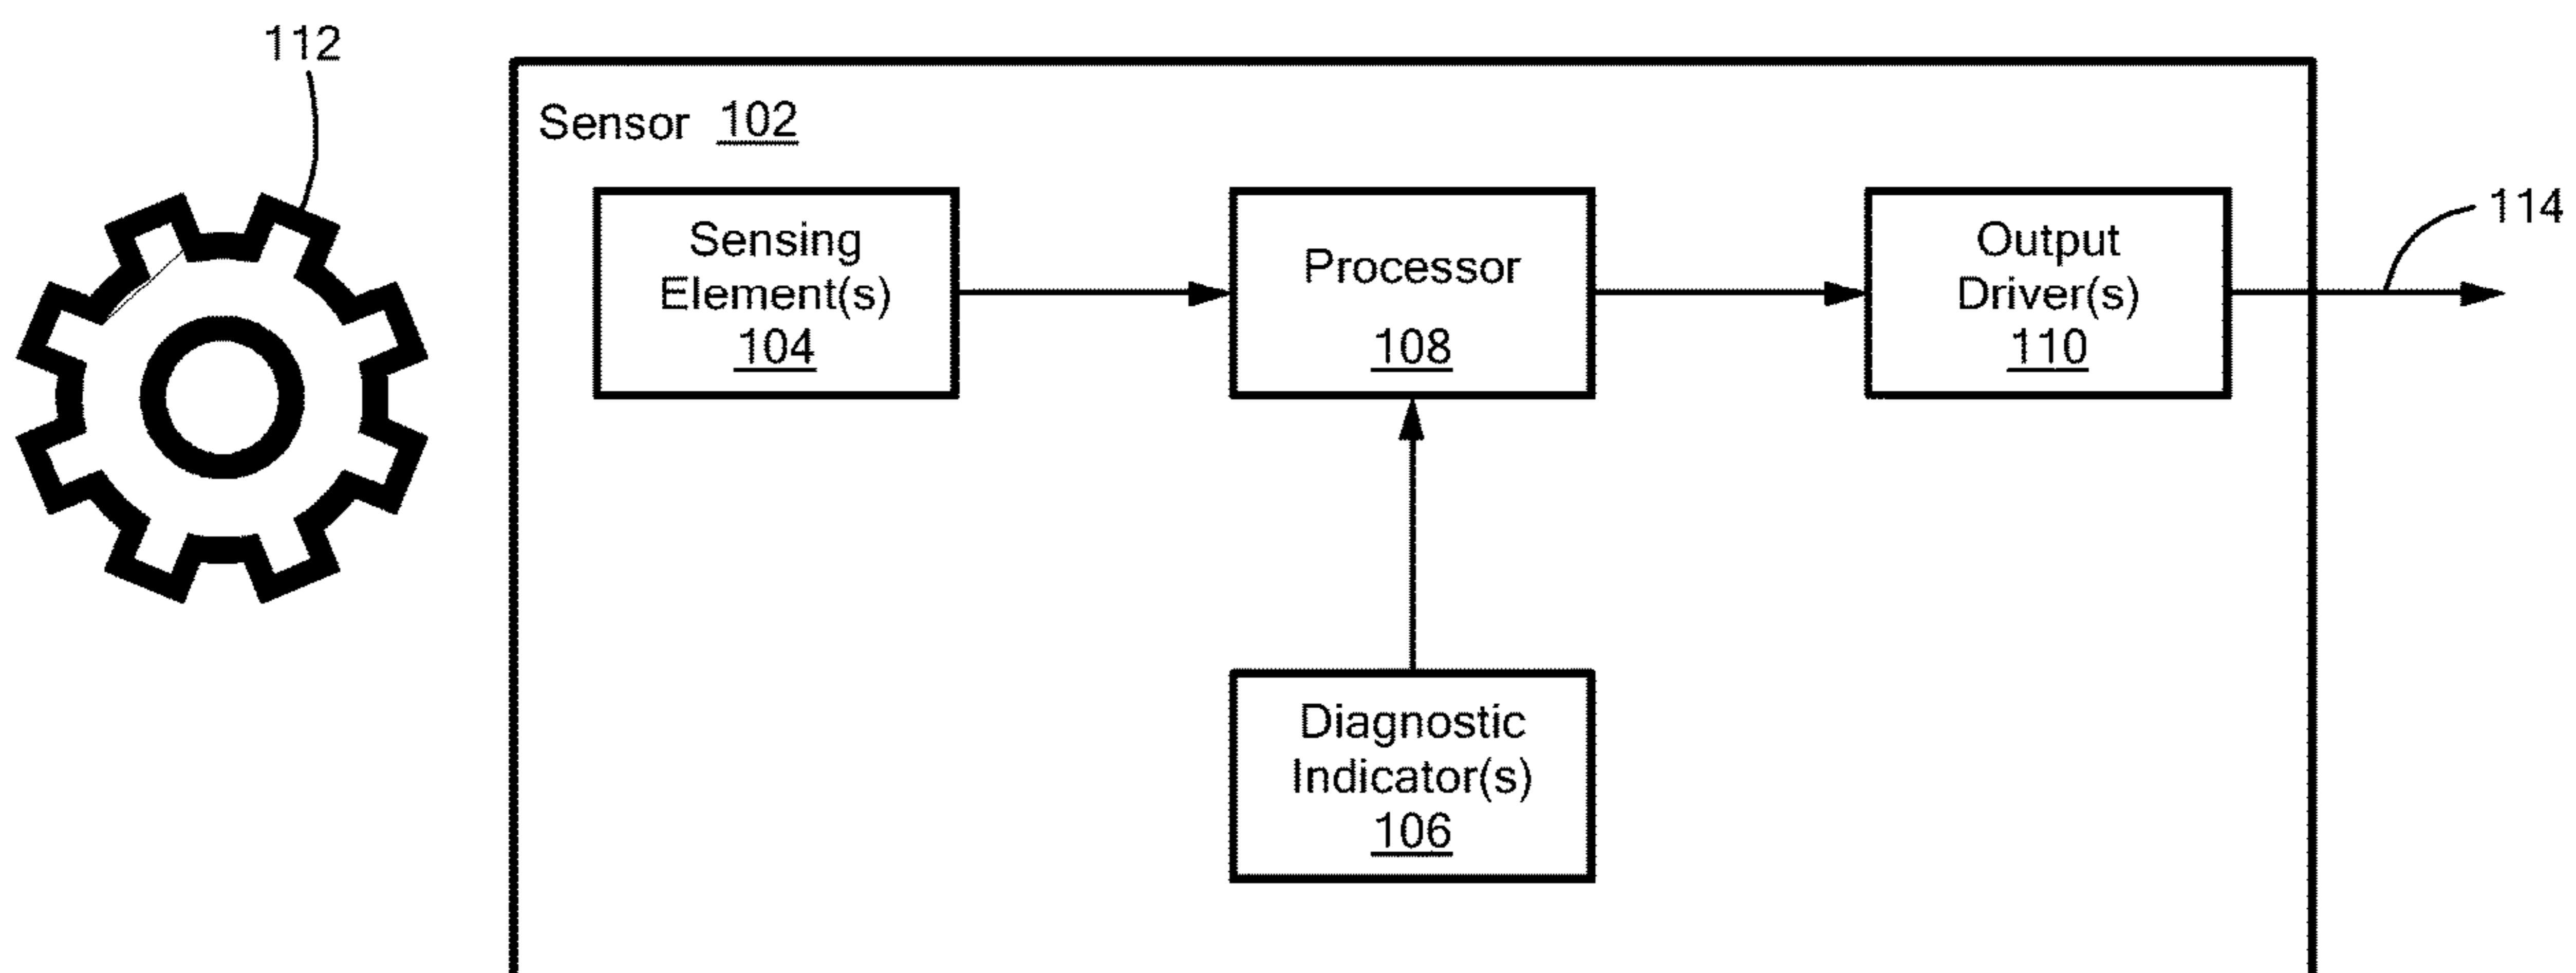 112
Sensor 102
Sensing
Element(s)
104
Processor
108
Output
Driver(s)
110
114
Diagnostic
Indicator(s)
106